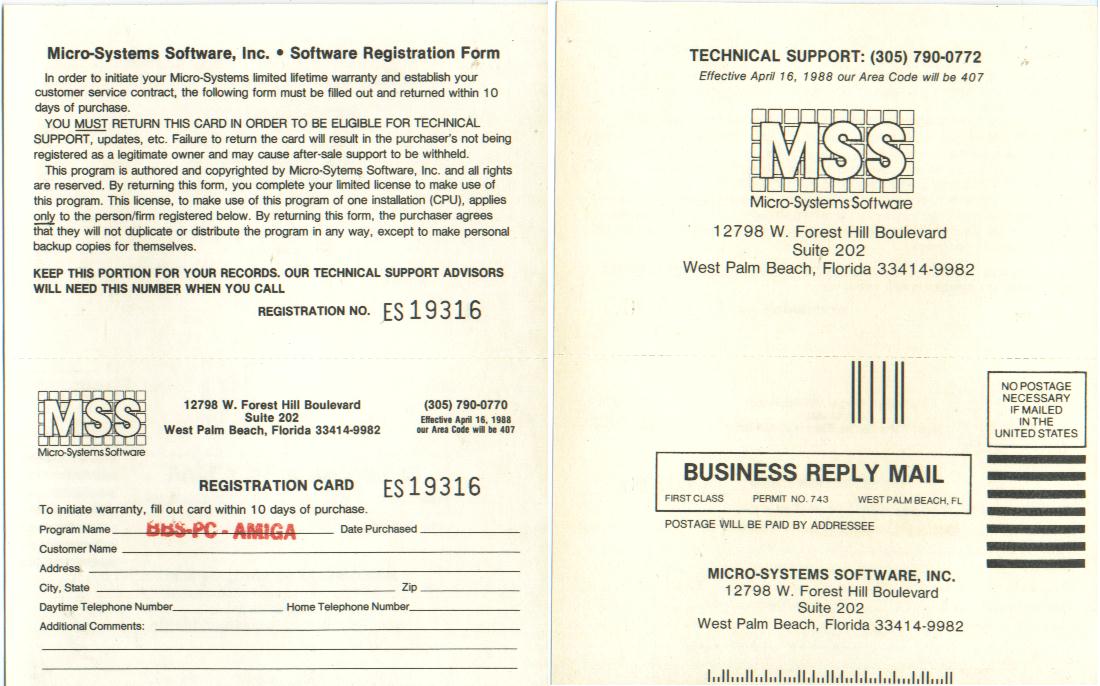 Micro-Systems Software, Inc. • Software Registration Form
In order to initiate your Micro-Systems limited lifetime warranty and establish your
customer service contract, the following form must be filled out and returned within 10
days of purchase.
YOU MUST RETURN THIS CARD IN ORDER TO BE ELIGIBLE FOR TECHNICAL
SUPPORT, updates, etc. Failure to return the card will result in the purchaser's not being
registered as a legitimate owner and may cause after-sale support to be withheld.
This program is authored and copyrighted by Micro-Sytems Software, Inc. and all rights
are reserved. By returning this form, you complete your limited license to make use of
this program. This license, to make use of this program of one installation (CPU), applies
only to the person/firm registered below. By returning this form, the purchaser agrees
that they will not duplicate or distribute the program in any way, except to make personal
backup copies for themselves.
KEEP THIS PORTION FOR YOUR RECORDS. OUR TECHNICAL SUPPORT ADVISORS
WILL NEED THIS NUMBER WHEN YOU CALL
REGISTRATION NO. ES19316
MSS
Micro-Systems Software
12798 W. Forest Hill Boulevard
Suite 202
West Palm Beach, Florida 33414-9982
(305) 790-0770
Effective April 16, 1988
our Area Code will be 407
REGISTRATION CARD ES19316
To initiate warranty, fill out card within 10 days of purchase.
Program Name BBS-PC - AMIGA Date Purchased
Customer Name
Address
City, State Zip
Daytime Telephone Number Home Telephone Number
Additional Comments:
TECHNICAL SUPPORT: (305) 790-0772
Effective April 16, 1988 our Area Code will be 407
MSS
Micro-Systems Software
12798 W. Forest Hill Boulevard
Suite 202
West Palm Beach, Florida 33414-9982
NO POSTAGE
NECESSARY
IF MAILED
IN THE
UNITED STATES
BUSINESS REPLY MAIL
FIRST CLASS PERMIT NO. 743 WEST PALM BEACH, FL
POSTAGE WILL BE PAID BY ADDRESSEE
MICRO-SYSTEMS SOFTWARE, INC.
12798 W. Forest Hill Boulevard
Suite 202
West Palm Beach, Florida 33414-9982